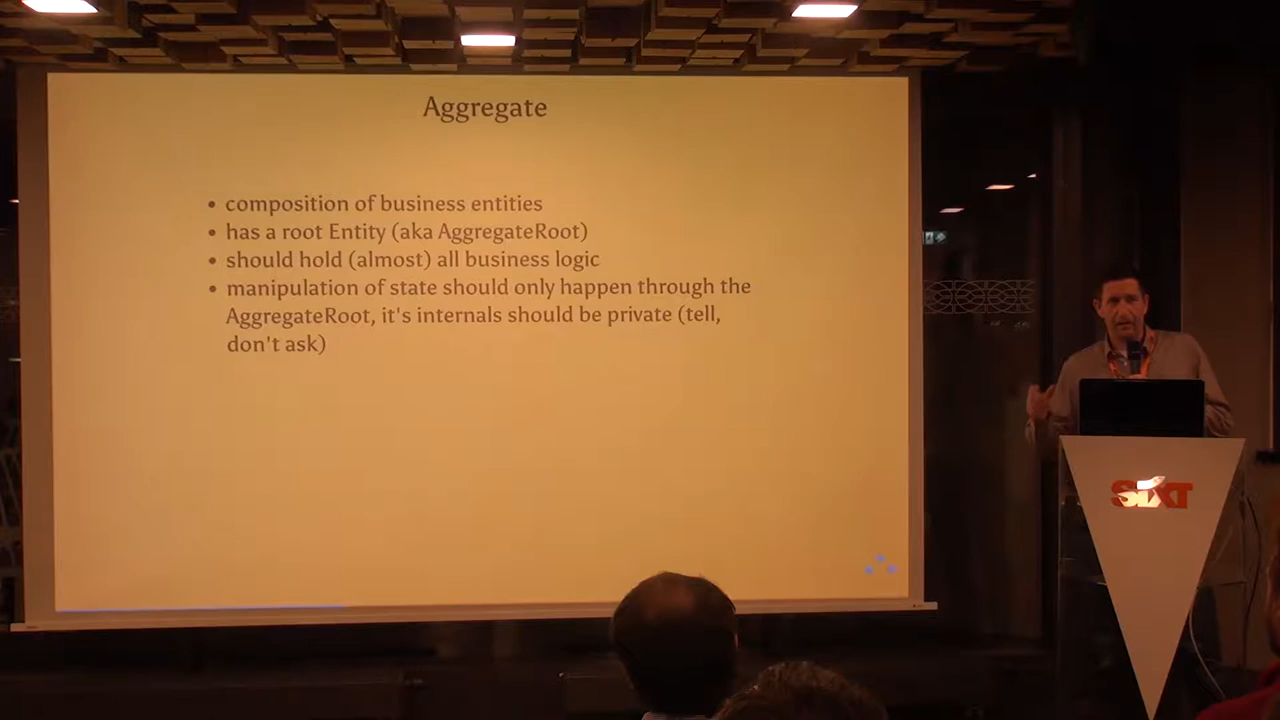 Aggregate
• composition of business entities
• has a root Entity (aka AggregateRoot)
• should hold (almost) all business logic
• manipulation of state should only happen through the
AggregateRoot, it's internals should be private (tell,
don't ask)
SIXT